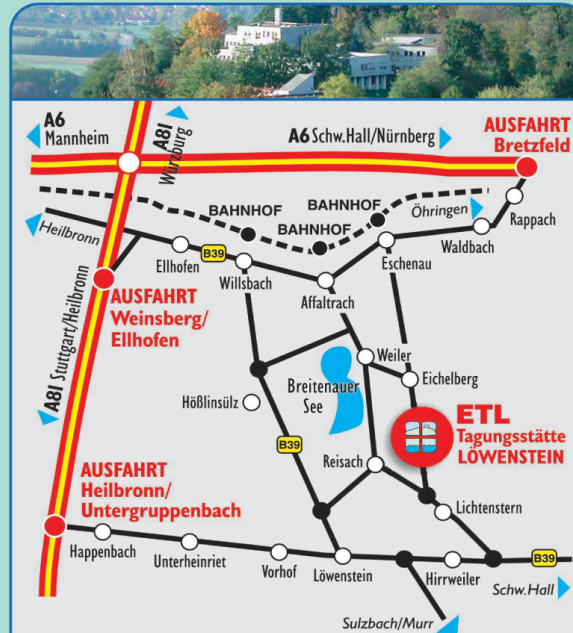 A6
Mannheim
A81
Würzburg
A6 Schw.Hall/Nürnberg
AUSFAHRT
Bretzfeld
Heilbronn
BAHNHOF
BAHNHOF
BAHNHOF
Öhringen
Rappach
Waldbach
Ellhofen
B39
Willsbach
Eschenau
Affaltrach
AUSFAHRT
Weinsberg/
Ellhofen
A81 Stuttgart/Heilbronn
Weiler
Eichelberg
Breitenauer
See
Hößlinsülz
B39
ETL
Tagungsstätte
LÖWENSTEIN
AUSFAHRT
Heilbronn/
Untergruppenbach
Reisach
Lichtenstern
Happenbach
Unterheinriet
Vorhof
Löwenstein
Hirrweiler
B39
Schw.Hall
Sulzbach/Murr